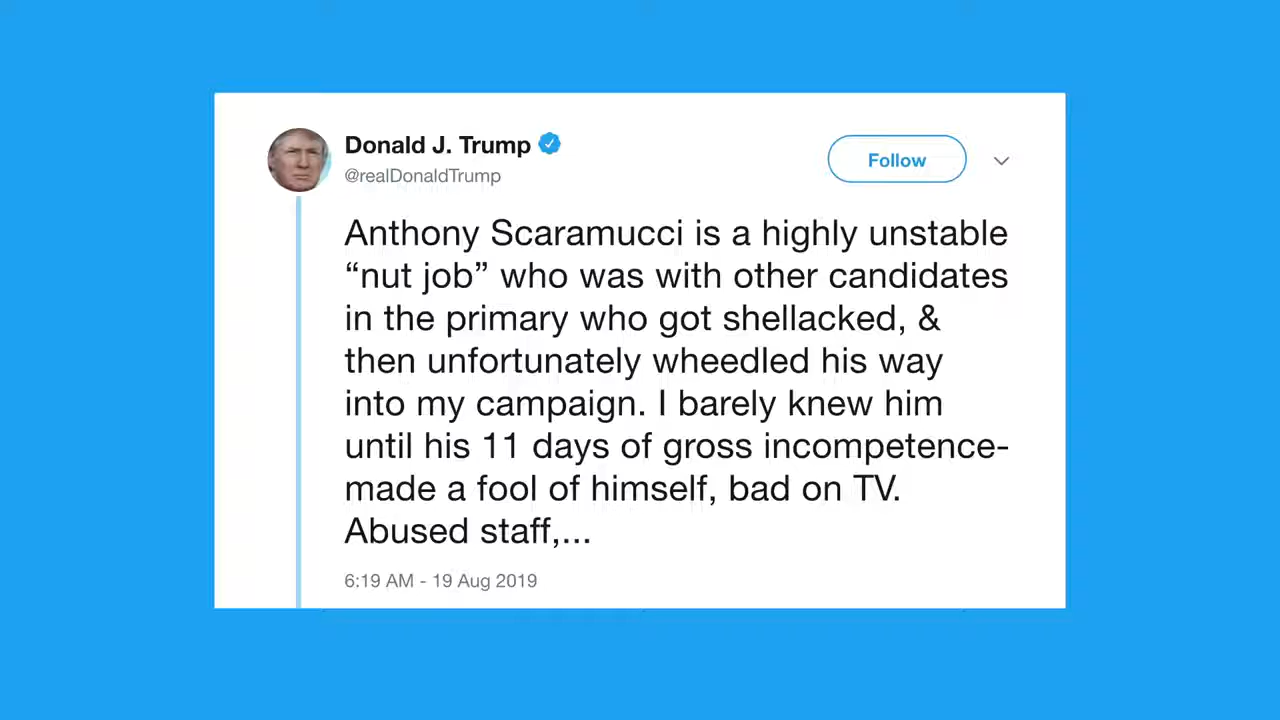 Donald J. Trump
@realDonaldTrump
Follow
Anthony Scaramucci is a highly unstable
“nut job” who was with other candidates
in the primary who got shellacked, &
then unfortunately wheedled his way
into my campaign. I barely knew him
until his 11 days of gross incompetence-
made a fool of himself, bad on TV.
Abused staff,...
6:19 AM - 19 Aug 2019